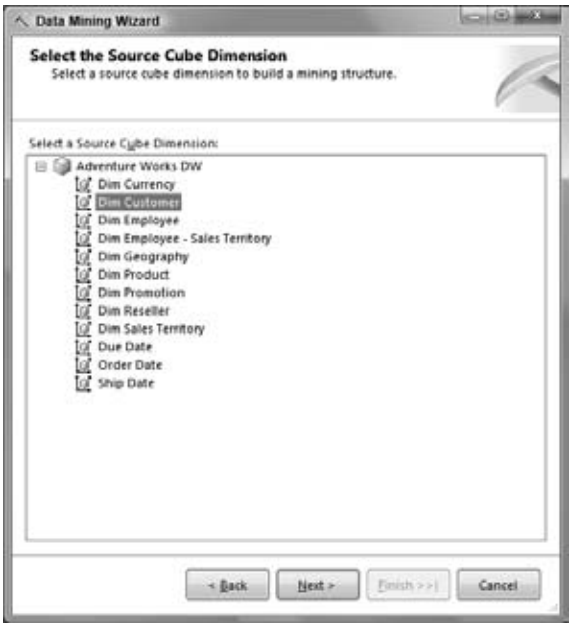 Data Mining Wizard
Select the Source Cube Dimension
Select a source cube dimension to build a mining structure.
Select a Source Cube Dimension:
Adventure Works DW
Dim Currency
Dim Customer
Dim Employee
Dim Employee - Sales Territory
Dim Geography
Dim Product
Dim Promotion
Dim Reseller
Dim Sales Territory
Due Date
Order Date
Ship Date
< Back
Next >
Finish >>|
Cancel